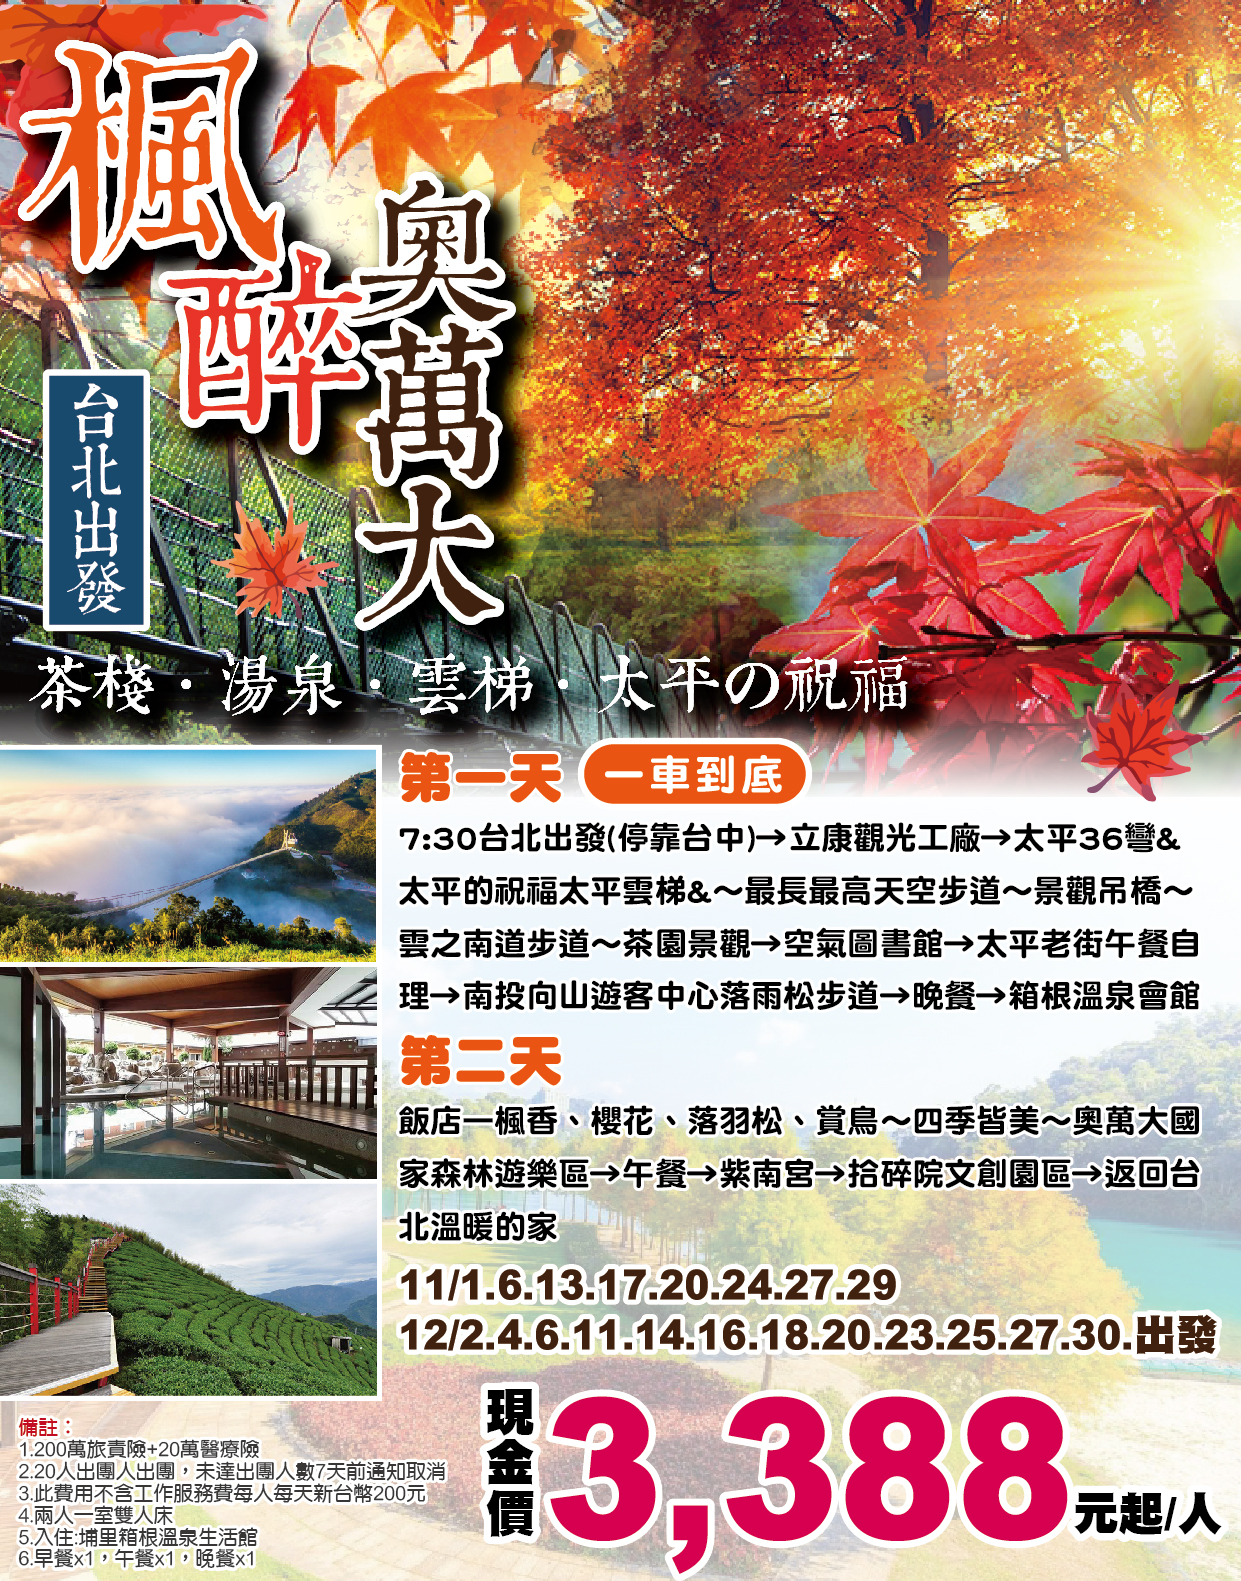 楓醉
奧萬大
台北出發
茶棧·湯泉·雲梯·太平の祝福
第一天 一車到底
7:30台北出發(停靠台中)→立康觀光工廠→太平36彎&
太平的祝福太平雲梯&～最長最高天空步道～景觀吊橋～
雲之南道步道～茶園景觀→空氣圖書館→太平老街午餐自
理→南投向山遊客中心落雨松步道→晚餐→箱根溫泉會館
第二天
飯店—楓香、櫻花、落羽松、賞鳥～四季皆美～奧萬大國
家森林遊樂區→午餐→紫南宮→拾碎院文創園區→返回台
北溫暖的家
11/1.6.13.17.20.24.27.29
12/2.4.6.11.14.16.18.20.23.25.27.30.出發
現金價 3,388 元起/人
備註：
1.200萬旅責險+20萬醫療險
2.20人出團人出團，未達出團人數7天前通知取消
3.此費用不含工作服務費每人每天新台幣200元
4.兩人一室雙人床
5.入住:埔里箱根溫泉生活館
6.早餐x1，午餐x1，晚餐x1